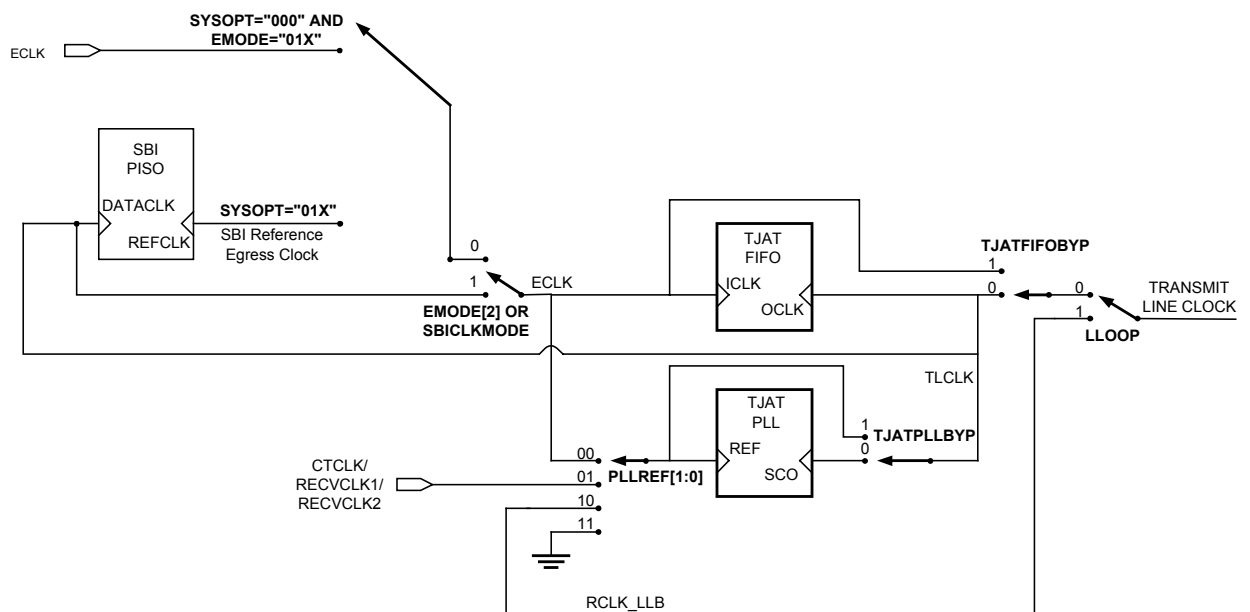 SYSOPT="000" AND
EMODE="01X"
ECLK
SBI
PISO
DATACLK
REFCLK
SYSOPT="01X"
SBI Reference
Egress Clock
0
1
ECLK
EMODE[2] OR
SBICLKMODE
TJAT
FIFO
ICLK
OCLK
TJATFIFOBYP
1
0
0
1
TRANSMIT
LINE CLOCK
LLOOP
TLCLK
TJAT
PLL
REF
SCO
1
TJATPLLBYP
0
00
01
10
11
PLLREF[1:0]
CTCLK/
RECVCLK1/
RECVCLK2
RCLK_LLB